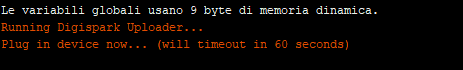 Le variabili globali usano 9 byte di memoria dinamica.
Running Digispark Uploader...
Plug in device now... (will timeout in 60 seconds)